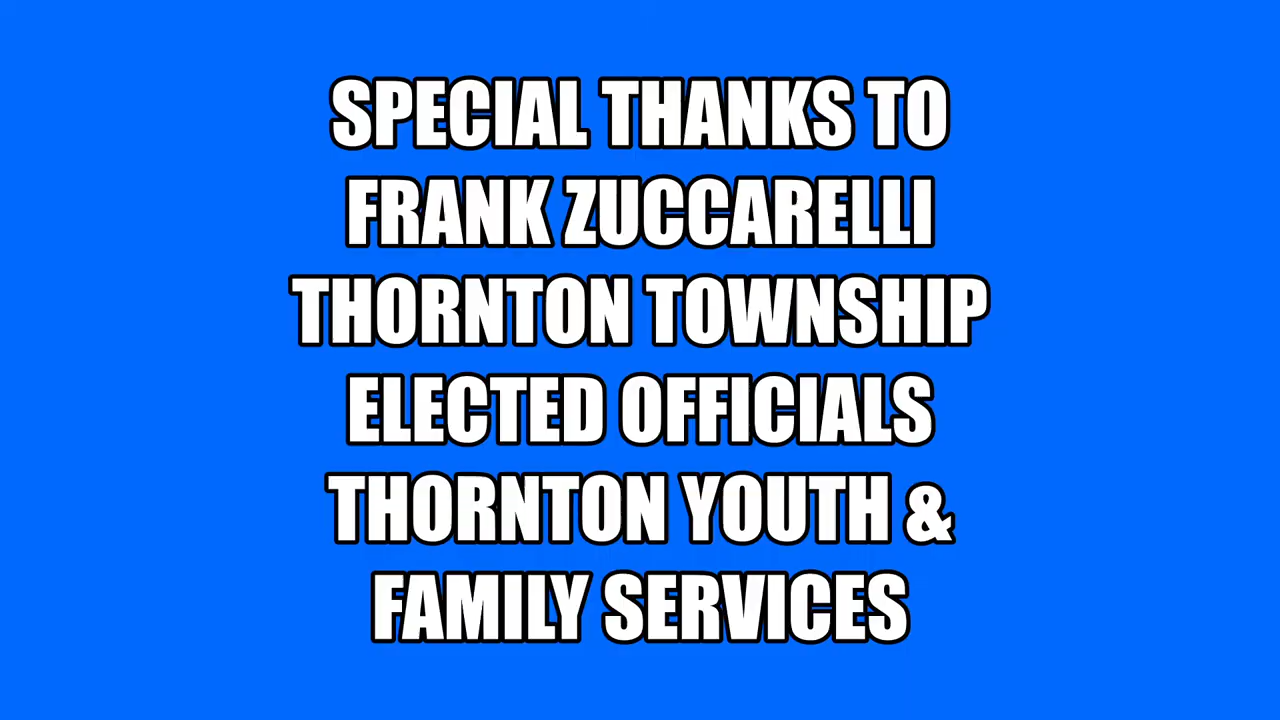 SPECIAL THANKS TO
FRANK ZUCCARELLI
THORNTON TOWNSHIP
ELECTED OFFICIALS
THORNTON YOUTH &
FAMILY SERVICES